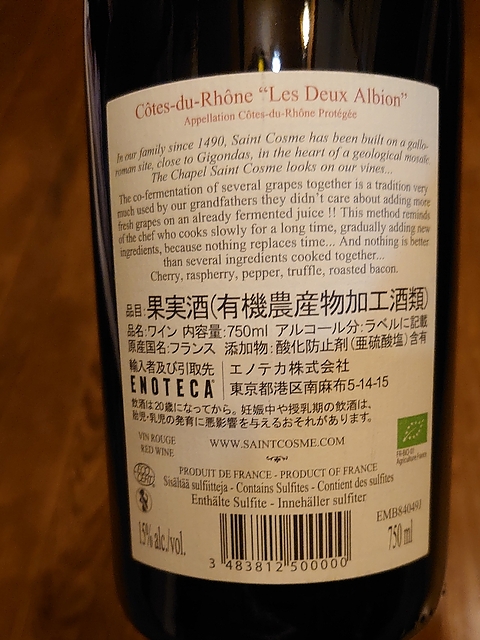 Côtes-du-Rhône "Les Deux Albion"
Appellation Côtes-du-Rhône Protégée
In our family since 1490, Saint Cosme has been built on a gallo-
roman site, close to Gigondas, in the heart of a geological mosaic.
The Chapel Saint Cosme looks on our vines...
The co-fermentation of several grapes together is a tradition very
much used by our grandfathers they didn't care about adding more
fresh grapes on an already fermented juice !! This method reminds
of the chef who cooks slowly for a long time, gradually adding new
ingredients, because nothing replaces time... And nothing is better
than several ingredients cooked together...
Cherry, raspberry, pepper, truffle, roasted bacon.
品目:果実酒(有機農産物加工酒類)
品名:ワイン 内容量:750ml アルコール分:ラベルに記載
原産国名:フランス 添加物:酸化防止剤(亜硫酸塩)含有
輸入者及び引取先 エノテカ株式会社
ENOTECA 東京都港区南麻布5-14-15
飲酒は20歳になってから。妊娠中や授乳期の飲酒は、
胎児・乳児の発育に悪影響を与えるおそれがあります。
VIN ROUGE
RED WINE
WWW.SAINTCOSME.COM
FR-BIO-01
Agriculture France
PRODUIT DE FRANCE - PRODUCT OF FRANCE
Sisältää sulfiitteja - Contains Sulfites - Contient des sulfites
Enthälte Sulfite - Innehäller sulfiter
EMB84049J
15% alc./vol.
750 ml
3 483812 500000